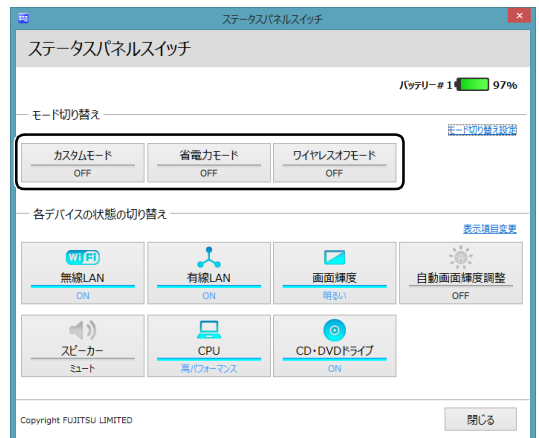 ステータスパネルスイッチ
ステータスパネルスイッチ
バッテリー#1 97%
モード切り替え
モード切り替え設定
カスタムモード 省電力モード ワイヤレスオフモード
OFF OFF OFF
各デバイスの状態の切り替え
表示項目変更
WiFi
無線LAN 有線LAN 画面輝度 自動画面輝度調整
ON ON 明るい OFF
スピーカー CPU CD・DVDドライブ
ミュート 高パフォーマンス ON
Copyright FUJITSU LIMITED 閉じる